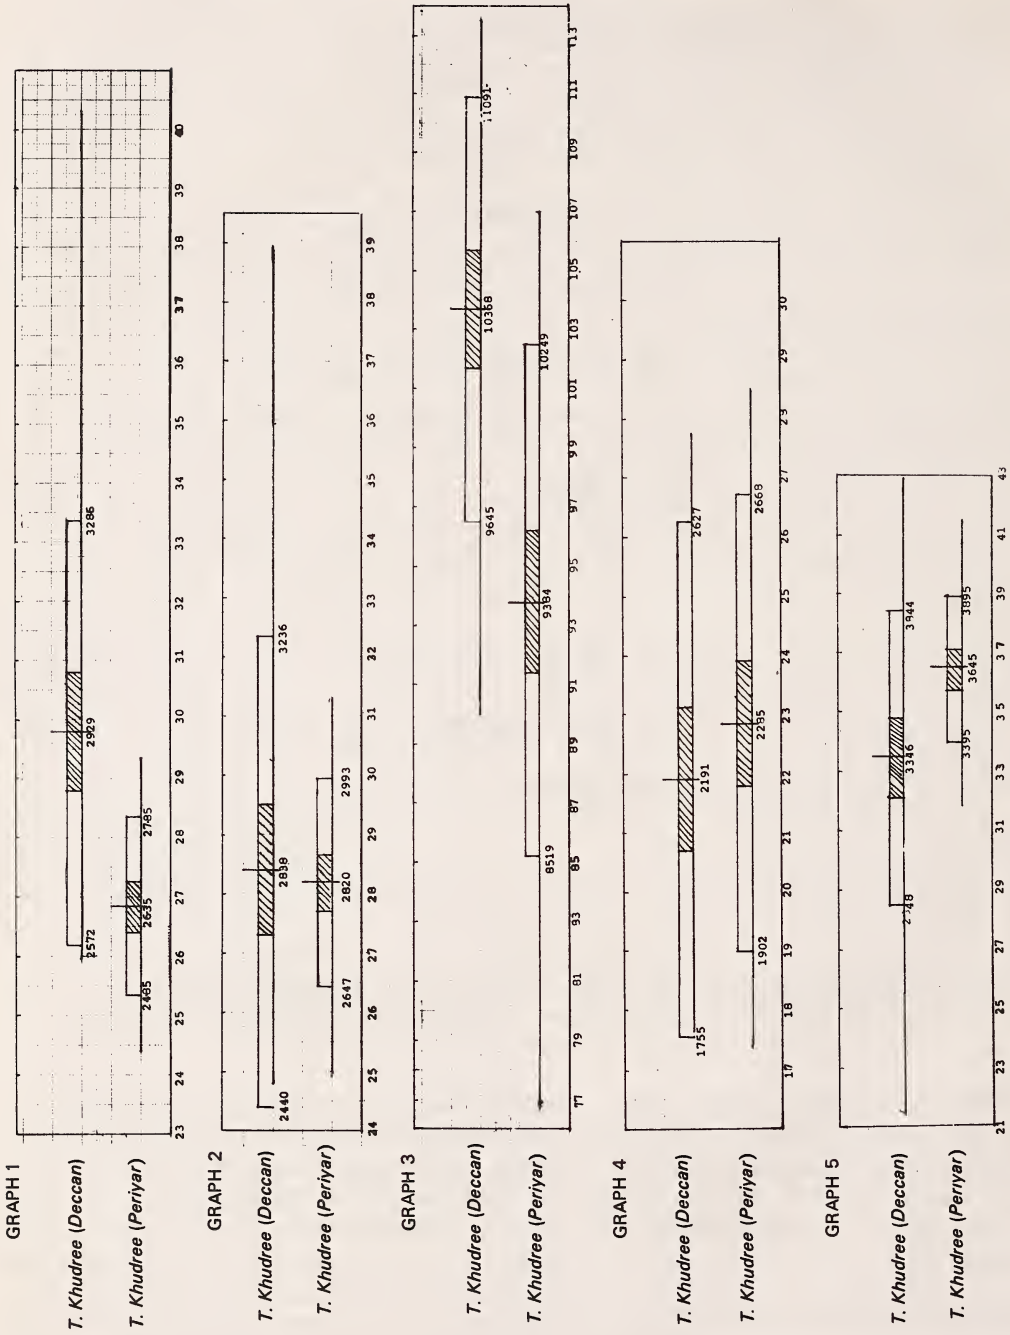 GRAPH 1
T. Khudree (Deccan)
2572
2929
3286
T. Khudree (Periyar)
2485
2635
2785
23 24 25 26 27 28 29 30 31 32 33 34 35 36 37 38 39 40
GRAPH 2
T. Khudree (Deccan)
2440
2838
3236
T. Khudree (Periyar)
2647
2820
2993
25 26 27 28 29 30 31 32 33 34 35 36 37 38 39
GRAPH 3
T. Khudree (Deccan)
9645
10368
11091
T. Khudree (Periyar)
8519
9384
10249
77 79 81 93 85 87 89 91 93 95 97 99 101 103 105 107 109 111 113
GRAPH 4
T. Khudree (Deccan)
1755
2191
2627
T. Khudree (Periyar)
1902
2285
2668
17 18 19 20 21 22 23 24 25 26 27 29 29 30
GRAPH 5
T. Khudree (Deccan)
3346
3844
T. Khudree (Periyar)
3395
3645
3895
21 23 25 27 29 31 33 35 37 39 41 43